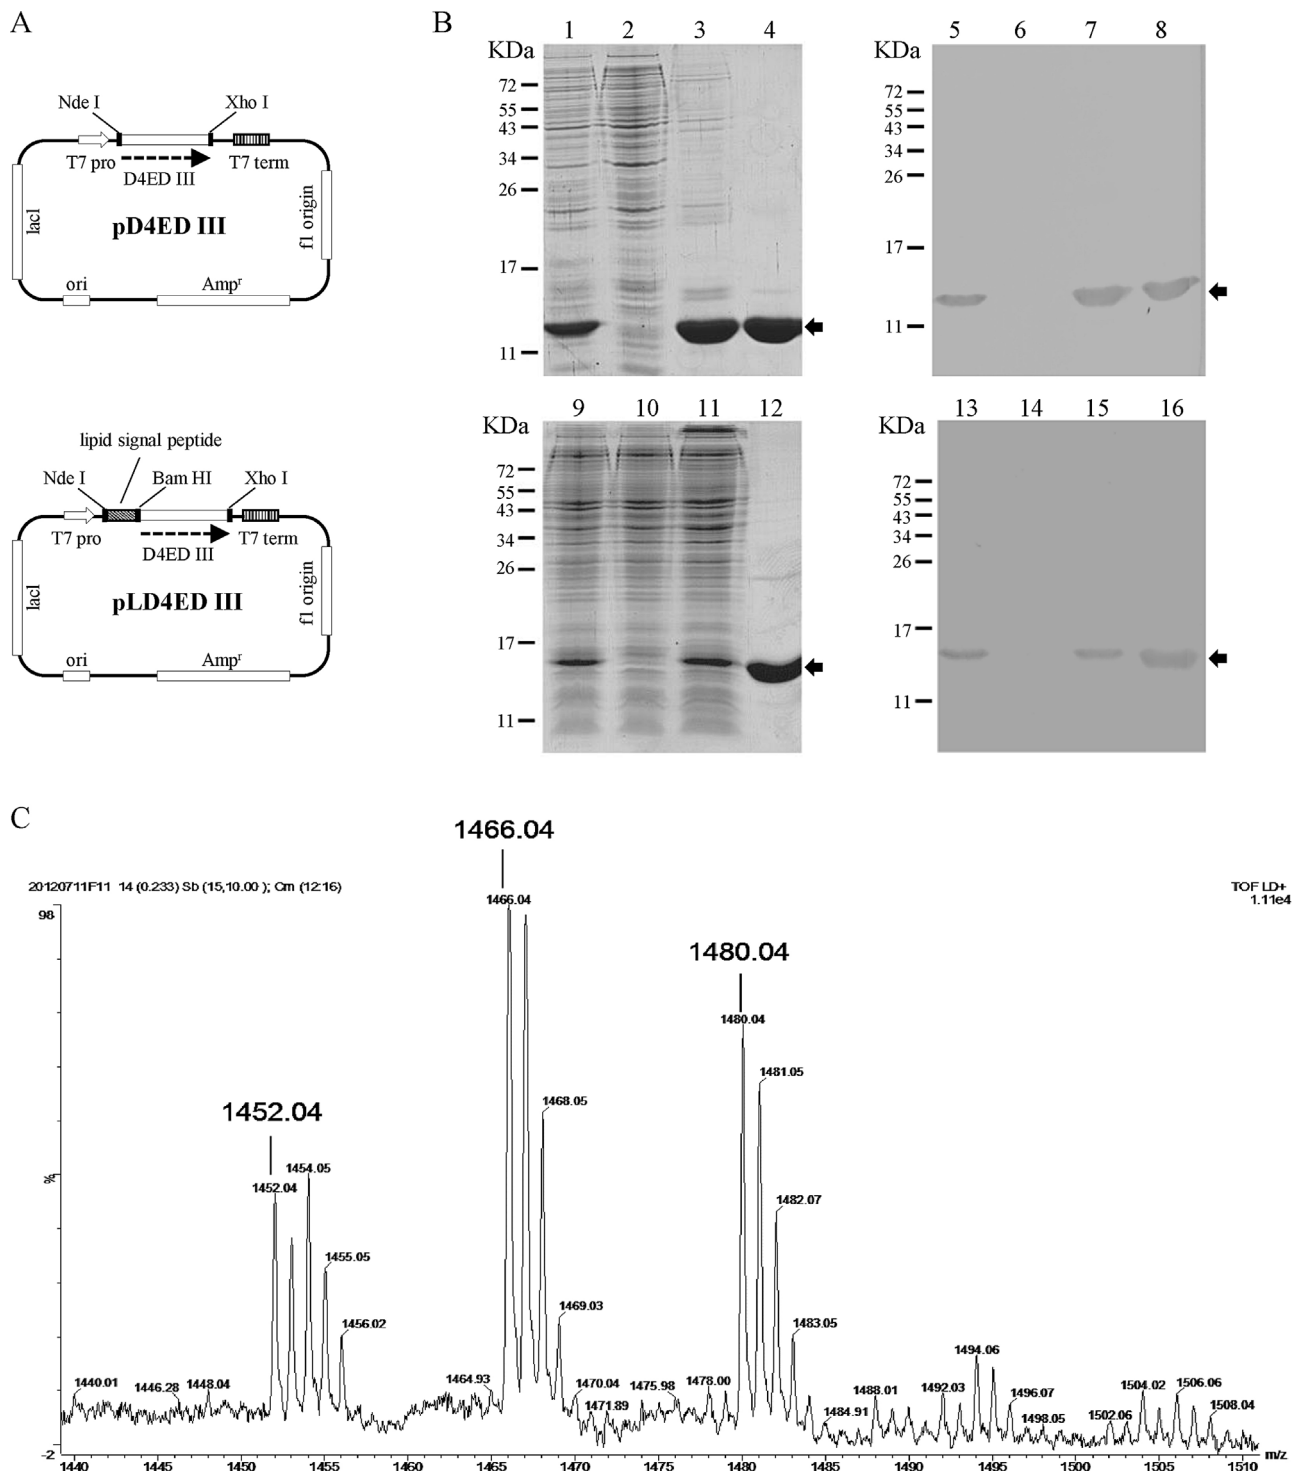 A
Nde I
Xho I
T7 pro
T7 term
D4ED III
lacI
pD4ED III
f1 origin
ori
Ampr
lipid signal peptide
Nde I
Bam HI
Xho I
T7 pro
T7 term
D4ED III
lacI
pLD4ED III
f1 origin
ori
Ampr
B
1 2 3 4
KDa
72
55
43
34
26
17
11
5 6 7 8
KDa
72
55
43
34
26
17
11
9 10 11 12
KDa
72
55
43
34
26
17
11
13 14 15 16
KDa
72
55
43
34
26
17
11
C
20120711F11 14 (0.233) Sb (15,10.00 ); Cm (12:16)
TOF LD+
1.11e4
98
%
-2
1466.04
1466.04
1480.04
1480.04
1481.05
1468.05
1452.04
1454.05
1452.04
1482.07
1455.05
1469.03
1456.02
1483.05
1494.06
1440.01
1446.28
1448.04
1464.93
1470.04
1471.89
1475.98
1478.00
1484.91
1488.01
1492.03
1496.07
1498.05
1502.06
1504.02
1506.06
1508.04
1440 1445 1450 1455 1460 1465 1470 1475 1480 1485 1490 1495 1500 1505 1510 m/z